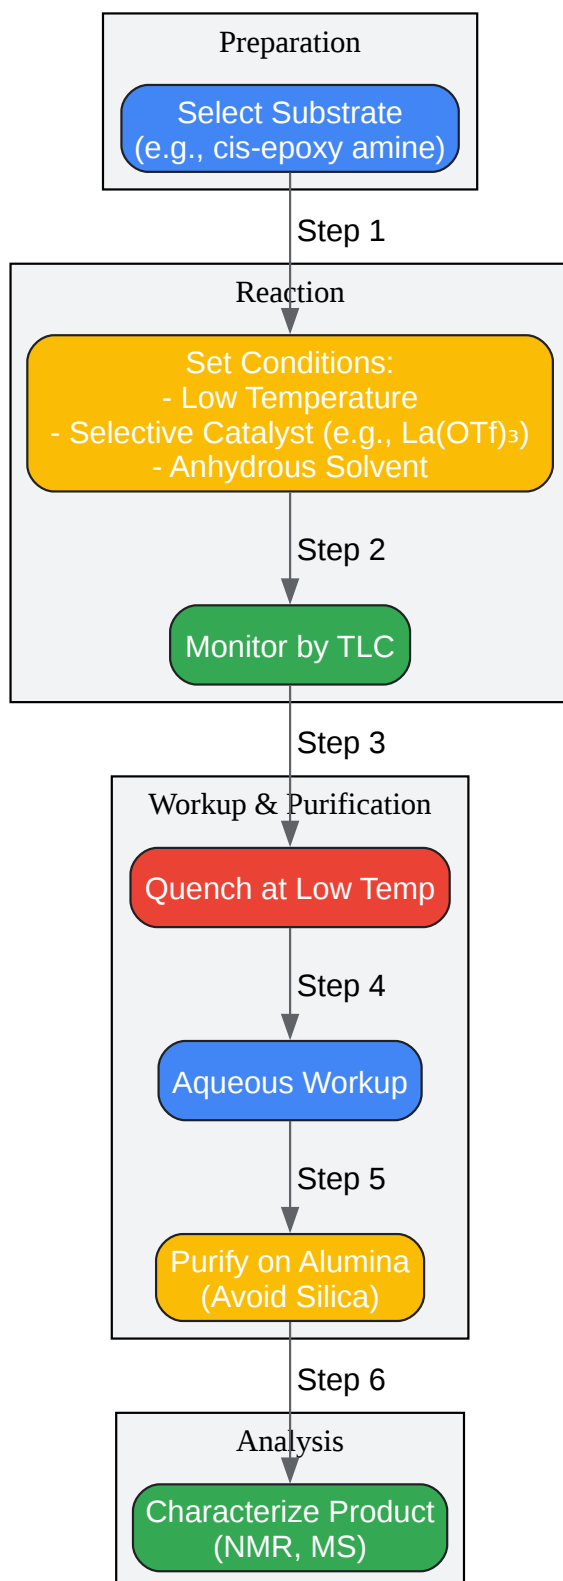 Preparation
Select Substrate
(e.g., cis-epoxy amine)
Step 1
Reaction
Set Conditions:
- Low Temperature
- Selective Catalyst (e.g., La(OTf)₃)
- Anhydrous Solvent
Step 2
Monitor by TLC
Step 3
Workup & Purification
Quench at Low Temp
Step 4
Aqueous Workup
Step 5
Purify on Alumina
(Avoid Silica)
Step 6
Analysis
Characterize Product
(NMR, MS)